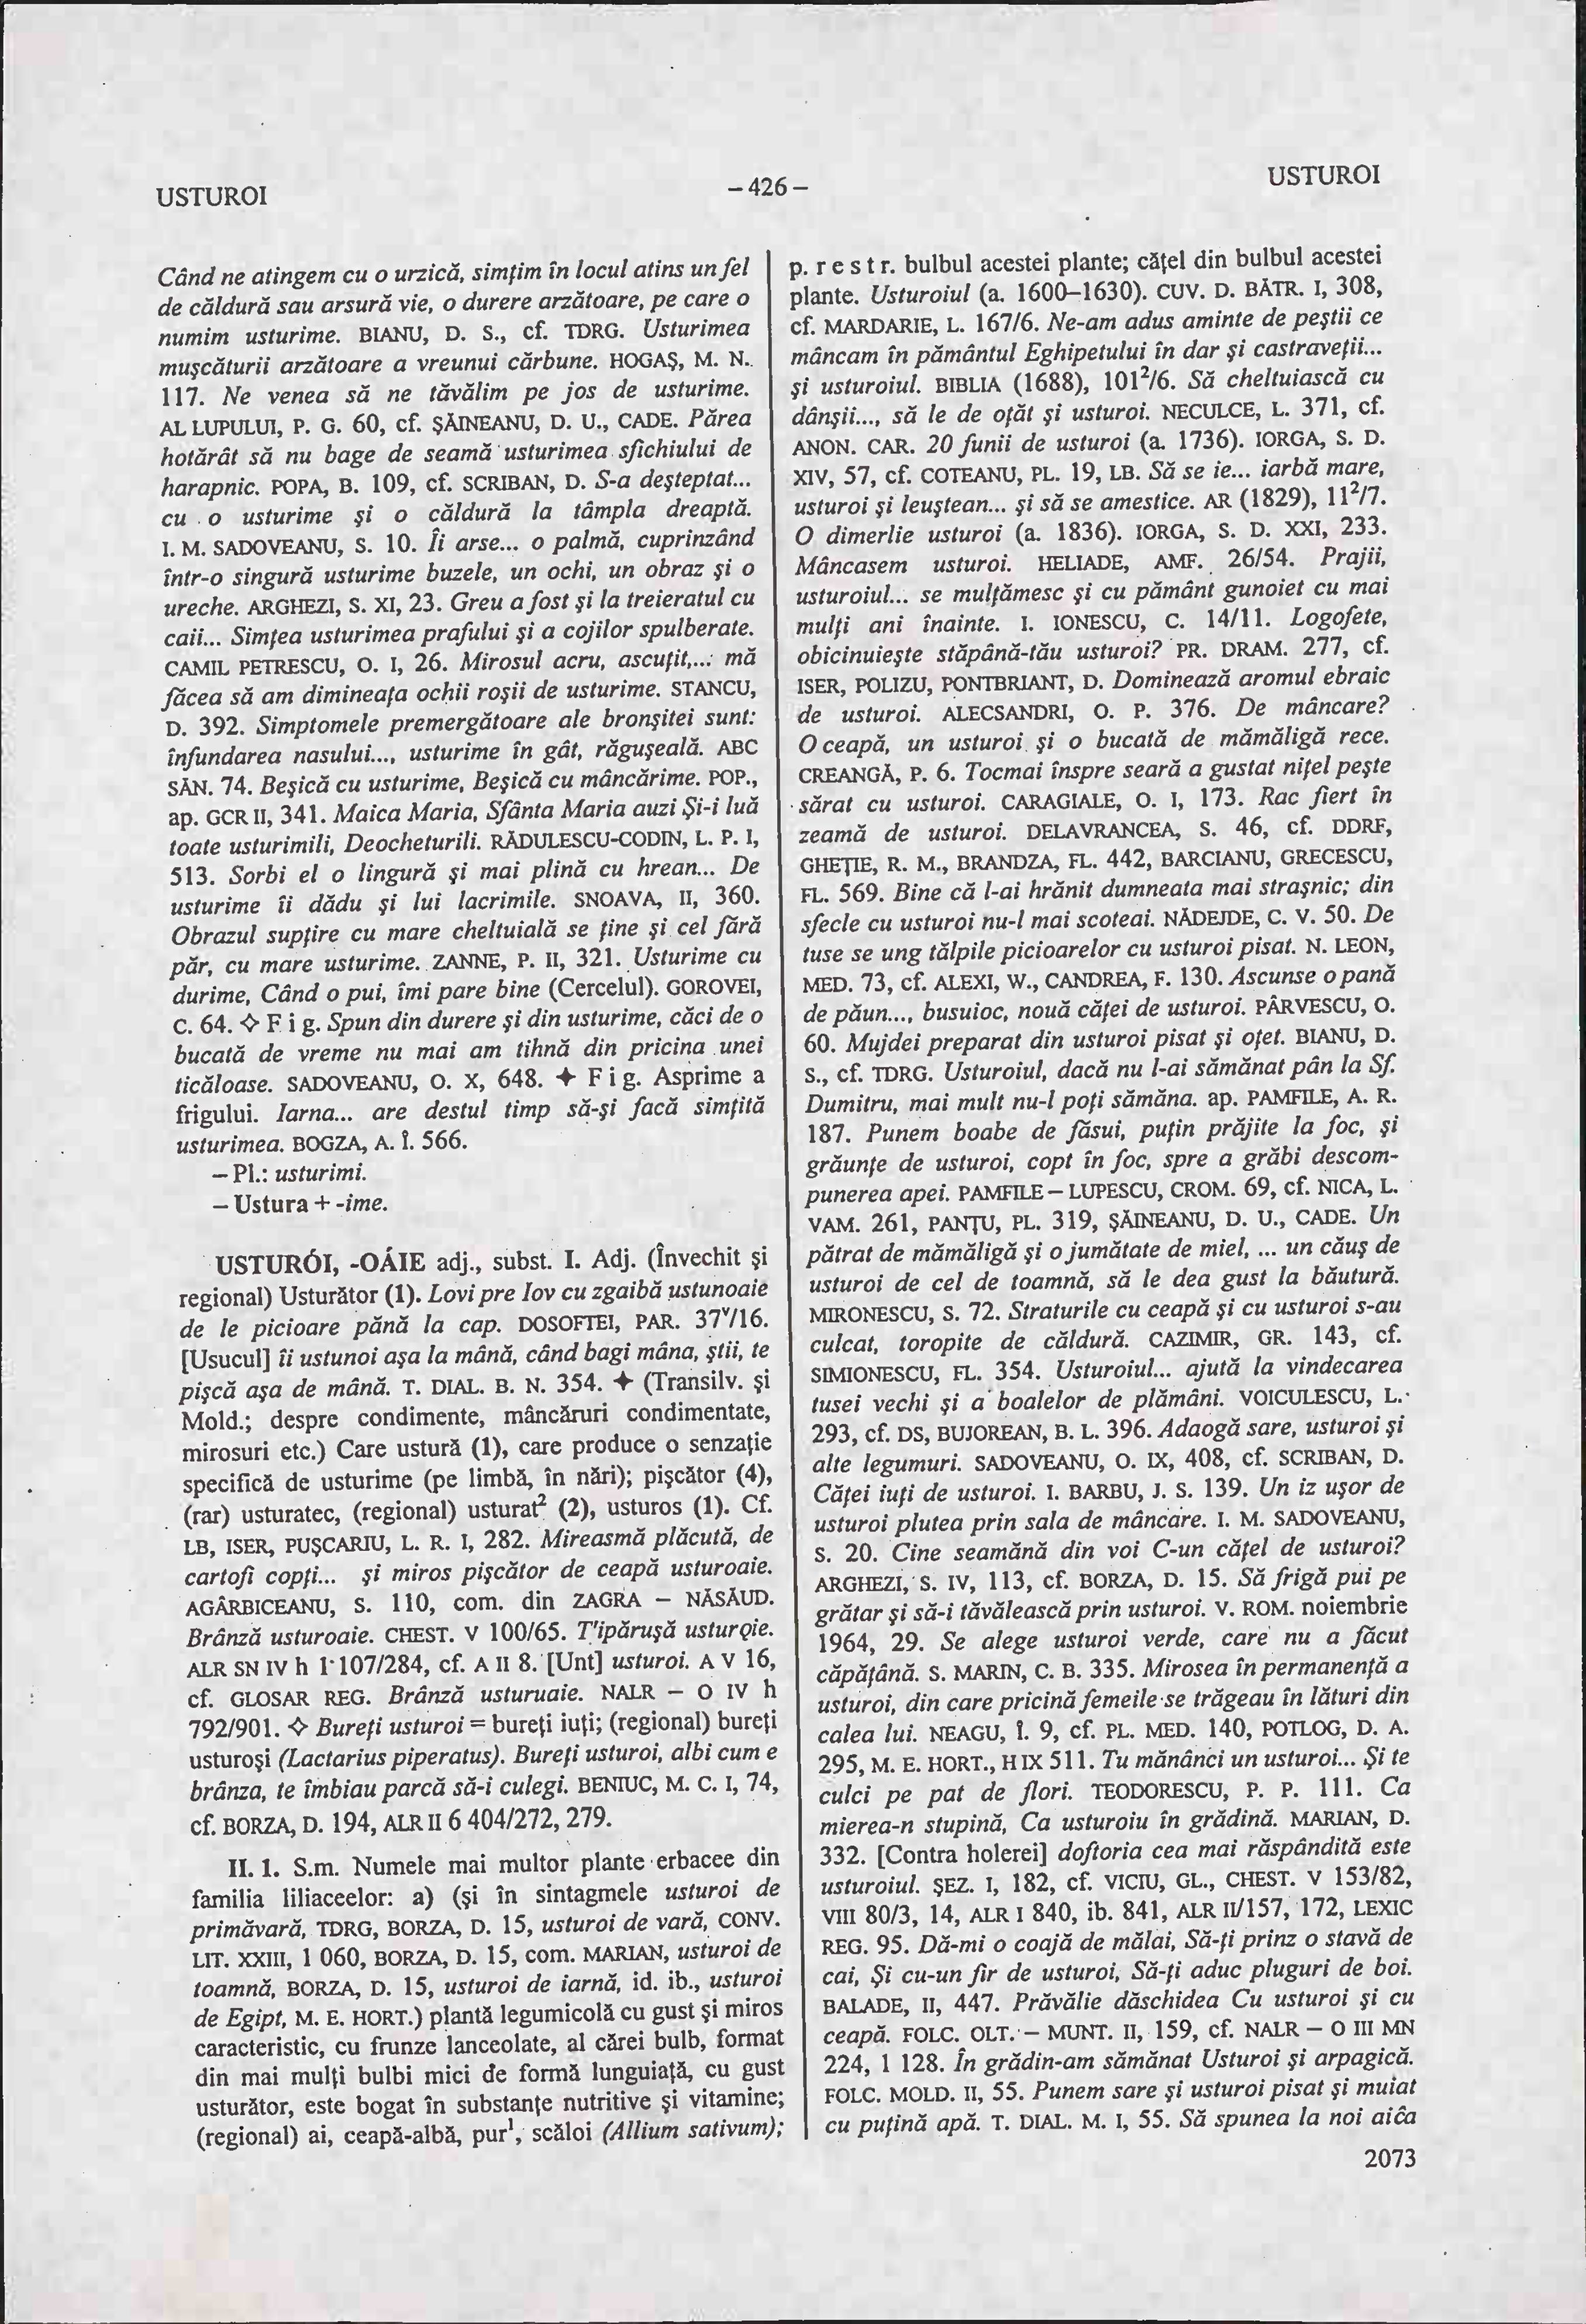 USTUROI
– 426 –
USTUROI
Când ne atingem cu o urzică, simţim în locul atins un fel
de căldură sau arsură vie, o durere arzătoare, pe care o
numim usturime. BIANU, D. S., cf. TDRG. Usturimea
muşcăturii arzătoare a vreunui cărbune. HOGAŞ, M. N.
117. Ne venea să ne tăvălim pe jos de usturime.
AL LUPULUI, P. G. 60, cf. ŞĂINEANU, D. U., CADE. Părea
hotărât să nu bage de seamă usturimea sfichiului de
harapnic. POPA, B. 109, cf. SCRIBAN, D. S-a deşteptat...
cu o usturime şi o căldură la tâmpla dreaptă.
I. M. SADOVEANU, S. 10. Îi arse... o palmă, cuprinzând
într-o singură usturime buzele, un ochi, un obraz şi o
ureche. ARGHEZI, S. XI, 23. Greu a fost şi la treieratul cu
caii... Simţea usturimea prafului şi a cojilor spulberate.
CAMIL PETRESCU, O. I, 26. Mirosul acru, ascuţit,... mă
făcea să am dimineaţa ochii roşii de usturime. STANCU,
D. 392. Simptomele premergătoare ale bronşitei sunt:
înfundarea nasului..., usturime în gât, răguşeală. ABC
SĂN. 74. Beşică cu usturime, Beşică cu mâncărime. POP.,
ap. GCR II, 341. Maica Maria, Sfânta Maria auzi Şi-i luă
toate usturimili, Deocheturili. RĂDULESCU-CODIN, L. P. I,
513. Sorbi el o lingură şi mai plină cu hrean... De
usturime îi dădu şi lui lacrimile. SNOAVA, II, 360.
Obrazul supţire cu mare cheltuială se ţine şi cel fără
păr, cu mare usturime. ZANNE, P. II, 321. Usturime cu
durime, Când o pui, îmi pare bine (Cercelul). GOROVEI,
C. 64. ◇ F i g. Spun din durere şi din usturime, căci de o
bucată de vreme nu mai am tihnă din pricina unei
ticăloase. SADOVEANU, O. X, 648. ✦ F i g. Asprime a
frigului. Iarna... are destul timp să-şi facă simţită
usturimea. BOGZA, A. Î. 566.
– Pl.: usturimi.
– Ustura + -ime.
USTURÓI, -OÁIE adj., subst. I. Adj. (Învechit şi
regional) Usturător (1). Lovi pre Iov cu zgaibă ustunoaie
de le picioare până la cap. DOSOFTEI, PAR. 37ᵛ/16.
[Usucul] îi ustunoi aşa la mână, când bagi mâna, ştii, te
pişcă aşa de mână. T. DIAL. B. N. 354. ✦ (Transilv. şi
Mold.; despre condimente, mâncăruri condimentate,
mirosuri etc.) Care ustură (1), care produce o senzaţie
specifică de usturime (pe limbă, în nări); pişcător (4),
(rar) usturatec, (regional) usturat² (2), usturos (1). Cf.
LB, ISER, PUŞCARIU, L. R. I, 282. Mireasmă plăcută, de
cartofi copţi... şi miros pişcător de ceapă usturoaie.
AGÂRBICEANU, S. 110, com. din ZAGRA – NĂSĂUD.
Brânză usturoaie. CHEST. V 100/65. T'ipăruşă usturo̧ie.
ALR SN IV h 1 107/284, cf. A II 8. [Unt] usturoi. A V 16,
cf. GLOSAR REG. Brânză usturuaie. NALR – O IV h
792/901. ◇ Bureţi usturoi = bureţi iuţi; (regional) bureţi
usturoşi (Lactarius piperatus). Bureţi usturoi, albi cum e
brânza, te îmbiau parcă să-i culegi. BENIUC, M. C. I, 74,
cf. BORZA, D. 194, ALR II 6 404/272, 279.
II. 1. S.m. Numele mai multor plante erbacee din
familia liliaceelor: a) (şi în sintagmele usturoi de
primăvară, TDRG, BORZA, D. 15, usturoi de vară, CONV.
LIT. XXIII, 1 060, BORZA, D. 15, com. MARIAN, usturoi de
toamnă, BORZA, D. 15, usturoi de iarnă, id. ib., usturoi
de Egipt, M. E. HORT.) plantă legumicolă cu gust şi miros
caracteristic, cu frunze lanceolate, al cărei bulb, format
din mai mulţi bulbi mici de formă lunguiaţă, cu gust
usturător, este bogat în substanţe nutritive şi vitamine;
(regional) ai, ceapă-albă, pur¹, scăloi (Allium sativum);
p. r e s t r. bulbul acestei plante; căţel din bulbul acestei
plante. Usturoiul (a. 1600–1630). CUV. D. BĂTR. I, 308,
cf. MARDARIE, L. 167/6. Ne-am adus aminte de peştii ce
mâncam în pământul Eghipetului în dar şi castraveţii...
şi usturoiul. BIBLIA (1688), 101²/6. Să cheltuiască cu
dânşii..., să le de oţăt şi usturoi. NECULCE, L. 371, cf.
ANON. CAR. 20 funii de usturoi (a. 1736). IORGA, S. D.
XIV, 57, cf. COTEANU, PL. 19, LB. Să se ie... iarbă mare,
usturoi şi leuştean... şi să se amestice. AR (1829), 11²/7.
O dimerlie usturoi (a. 1836). IORGA, S. D. XXI, 233.
Mâncasem usturoi. HELIADE, AMF. 26/54. Prajii,
usturoiul... se mulţămesc şi cu pământ gunoiet cu mai
mulţi ani înainte. I. IONESCU, C. 14/11. Logofete,
obicinuieşte stăpână-tău usturoi? PR. DRAM. 277, cf.
ISER, POLIZU, PONTBRIANT, D. Dominează aromul ebraic
de usturoi. ALECSANDRI, O. P. 376. De mâncare?
O ceapă, un usturoi şi o bucată de mămăligă rece.
CREANGĂ, P. 6. Tocmai înspre seară a gustat niţel peşte
sărat cu usturoi. CARAGIALE, O. I, 173. Rac fiert în
zeamă de usturoi. DELAVRANCEA, S. 46, cf. DDRF,
GHEŢIE, R. M., BRANDZA, FL. 442, BARCIANU, GRECESCU,
FL. 569. Bine că l-ai hrănit dumneata mai straşnic; din
sfecle cu usturoi nu-l mai scoteai. NĂDEJDE, C. V. 50. De
tuse se ung tălpile picioarelor cu usturoi pisat. N. LEON,
MED. 73, cf. ALEXI, W., CANDREA, F. 130. Ascunse o pană
de păun..., busuioc, nouă căţei de usturoi. PÂRVESCU, O.
60. Mujdei preparat din usturoi pisat şi oţet. BIANU, D.
S., cf. TDRG. Usturoiul, dacă nu l-ai sămănat pân la Sf.
Dumitru, mai mult nu-l poţi sămăna. ap. PAMFILE, A. R.
187. Punem boabe de făsui, puţin prăjite la foc, şi
grăunţe de usturoi, copt în foc, spre a grăbi descom-
punerea apei. PAMFILE – LUPESCU, CROM. 69, cf. NICA, L.
VAM. 261, PANŢU, PL. 319, ŞĂINEANU, D. U., CADE. Un
pătrat de mămăligă şi o jumătate de miel, ... un căuş de
usturoi de cel de toamnă, să le dea gust la băutură.
MIRONESCU, S. 72. Straturile cu ceapă şi cu usturoi s-au
culcat, toropite de căldură. CAZIMIR, GR. 143, cf.
SIMIONESCU, FL. 354. Usturoiul... ajută la vindecarea
tusei vechi şi a boalelor de plămâni. VOICULESCU, L.
293, cf. DS, BUJOREAN, B. L. 396. Adaogă sare, usturoi şi
alte legumuri. SADOVEANU, O. IX, 408, cf. SCRIBAN, D.
Căţei iuţi de usturoi. I. BARBU, J. S. 139. Un iz uşor de
usturoi plutea prin sala de mâncare. I. M. SADOVEANU,
S. 20. Cine seamănă din voi C-un căţel de usturoi?
ARGHEZI, S. IV, 113, cf. BORZA, D. 15. Să frigă pui pe
grătar şi să-i tăvălească prin usturoi. V. ROM. noiembrie
1964, 29. Se alege usturoi verde, care nu a făcut
căpăţână. S. MARIN, C. B. 335. Mirosea în permanenţă a
usturoi, din care pricină femeile se trăgeau în lături din
calea lui. NEAGU, Î. 9, cf. PL. MED. 140, POTLOG, D. A.
295, M. E. HORT., H IX 511. Tu mănânci un usturoi... Şi te
culci pe pat de flori. TEODORESCU, P. P. 111. Ca
mierea-n stupină, Ca usturoiu în grădină. MARIAN, D.
332. [Contra holerei] doftoria cea mai răspândită este
usturoiul. ŞEZ. I, 182, cf. VICIU, GL., CHEST. V 153/82,
VIII 80/3, 14, ALR I 840, ib. 841, ALR II/157, 172, LEXIC
REG. 95. Dă-mi o coajă de mălai, Să-ţi prinz o stavă de
cai, Şi cu-un fir de usturoi, Să-ţi aduc pluguri de boi.
BALADE, II, 447. Prăvălie dăschidea Cu usturoi şi cu
ceapă. FOLC. OLT. – MUNT. II, 159, cf. NALR – O III MN
224, 1 128. În grădin-am sămănat Usturoi şi arpagică.
FOLC. MOLD. II, 55. Punem sare şi usturoi pisat şi muiat
cu puţină apă. T. DIAL. M. I, 55. Să spunea la noi aiĉa
2073